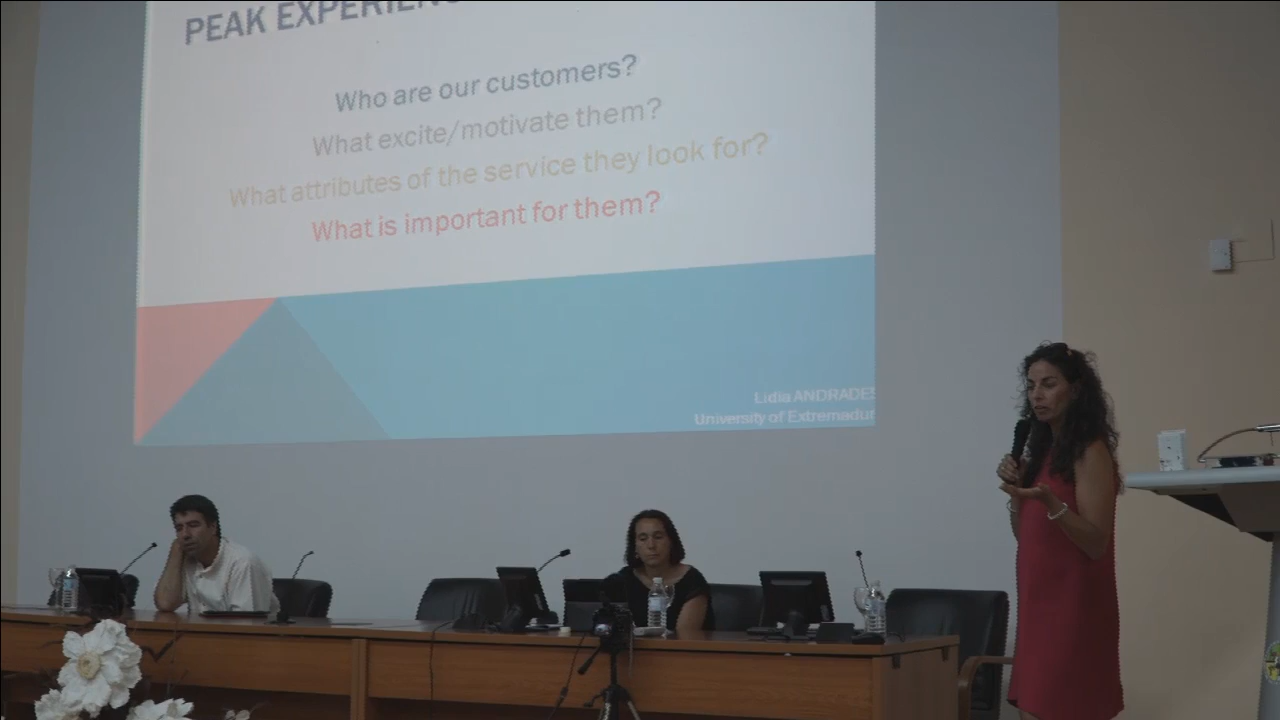 PEAK
Who are our customers?
What excite/motivate them?
What attributes of the service they look for?
What is important for them?
Lidia ANDRADES
University of Extremadur